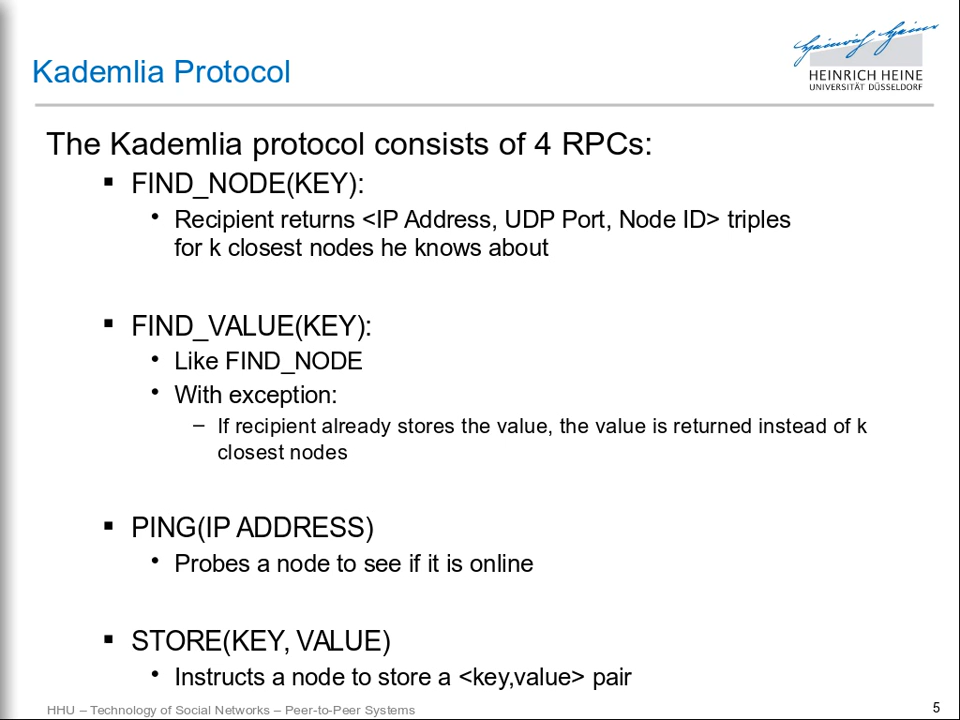 Heinrich Heine
HEINRICH HEINE
UNIVERSITÄT DÜSSELDORF
Kademlia Protocol
The Kademlia protocol consists of 4 RPCs:
▪ FIND_NODE(KEY):
• Recipient returns <IP Address, UDP Port, Node ID> triples
for k closest nodes he knows about
▪ FIND_VALUE(KEY):
• Like FIND_NODE
• With exception:
– If recipient already stores the value, the value is returned instead of k
closest nodes
▪ PING(IP ADDRESS)
• Probes a node to see if it is online
▪ STORE(KEY, VALUE)
• Instructs a node to store a <key,value> pair
HHU – Technology of Social Networks – Peer-to-Peer Systems
5